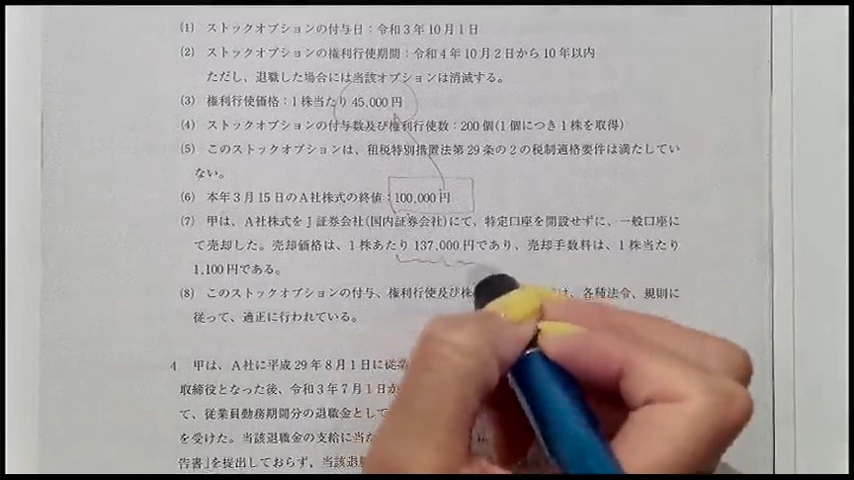 (1) ストックオプションの付与日：令和3年10月1日
(2) ストックオプションの権利行使期間：令和4年10月2日から10年以内
ただし、退職した場合には当該オプションは消滅する。
(3) 権利行使価格：1株当たり45,000円
(4) ストックオプションの付与数及び権利行使数：200個(1個につき1株を取得)
(5) このストックオプションは、租税特別措置法第29条の2の税制適格要件は満たしてい
ない。
(6) 本年3月15日のA社株式の終値：100,000円
(7) 甲は、A社株式をJ証券会社(国内証券会社)にて、特定口座を開設せずに、一般口座に
て売却した。売却価格は、1株あたり137,000円であり、売却手数料は、1株当たり
1,100円である。
(8) このストックオプションの付与、権利行使及び株 は、各種法令、規則に
従って、適正に行われている。
4 甲は、A社に平成29年8月1日に従業
取締役となった後、令和3年7月1日か
て、従業員勤務期間分の退職金として
を受けた。当該退職金の支給に当た
告書」を提出しておらず、当該退